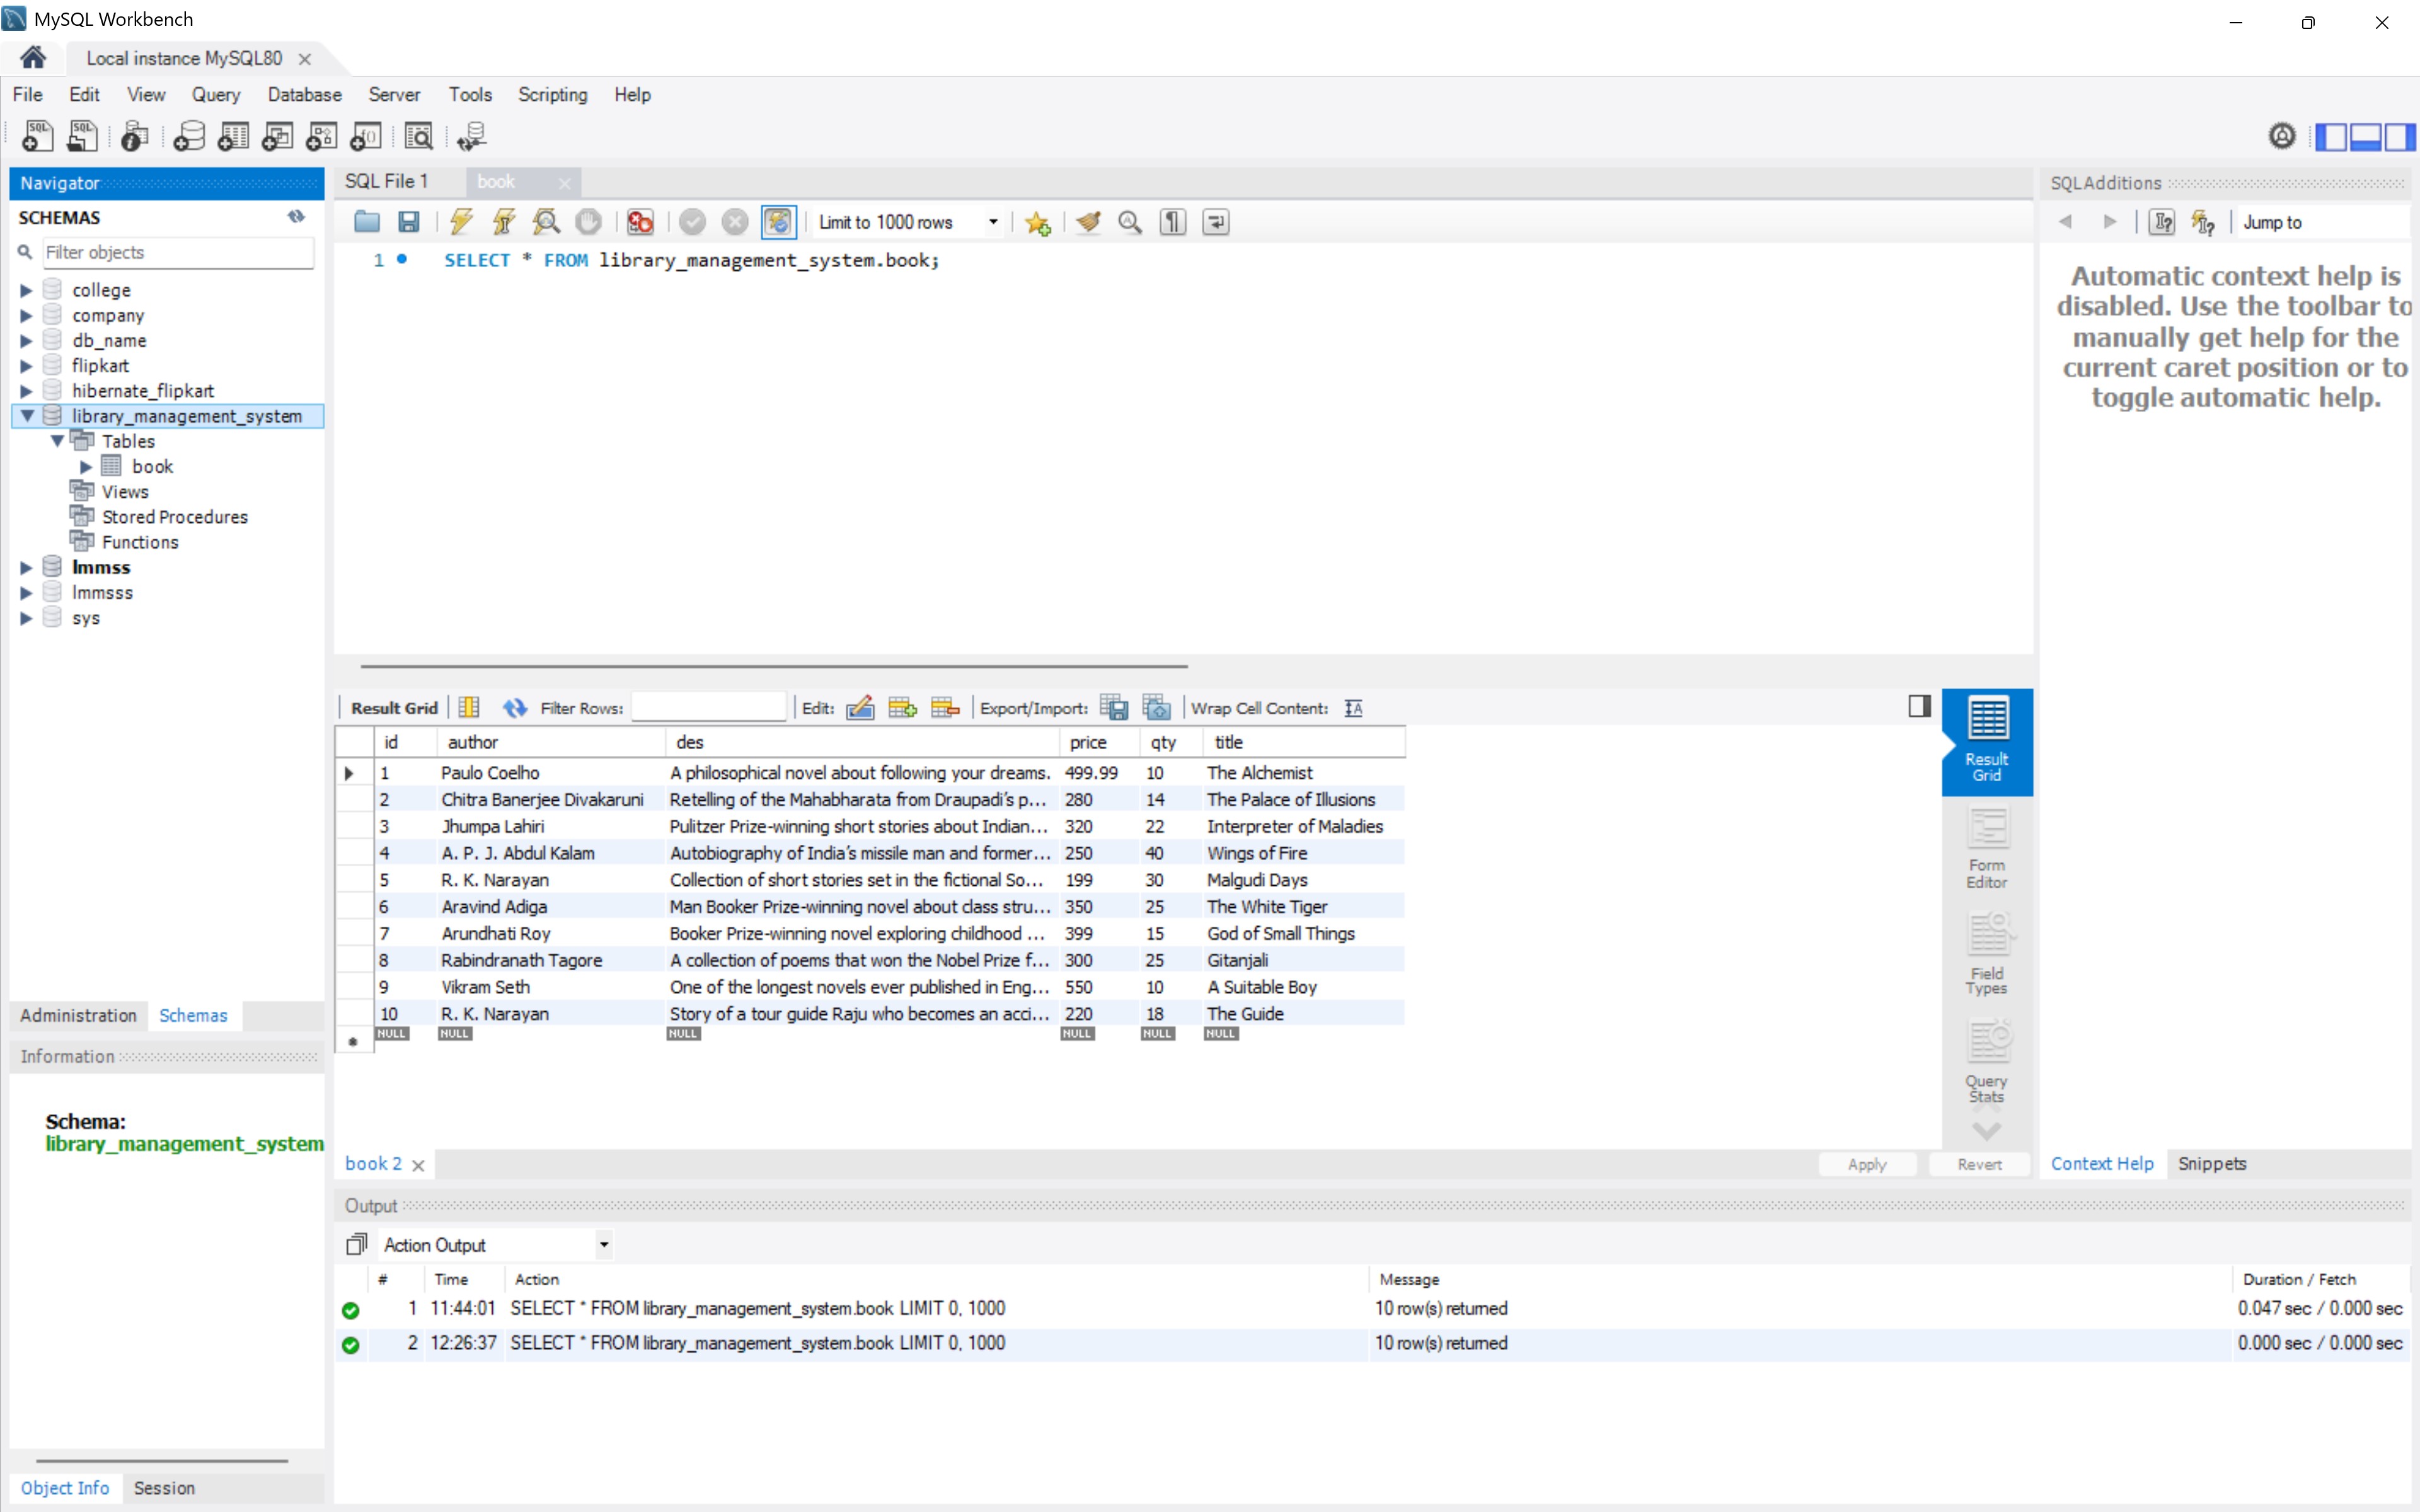 MySQL Workbench
Local instance MySQL80
File Edit View Query Database Server Tools Scripting Help
Navigator
SCHEMAS
Filter objects
college
company
db_name
flipkart
hibernate_flipkart
library_management_system
Tables
book
Views
Stored Procedures
Functions
lmmss
lmmsss
sys
Administration Schemas
Information
Schema:
library_management_system
Object Info Session
SQL File 1 book
Limit to 1000 rows
1 SELECT * FROM library_management_system.book;
Result Grid Filter Rows: Edit: Export/Import: Wrap Cell Content:
id author des price qty title
1 Paulo Coelho A philosophical novel about following your dreams. 499.99 10 The Alchemist
2 Chitra Banerjee Divakaruni Retelling of the Mahabharata from Draupadi's p... 280 14 The Palace of Illusions
3 Jhumpa Lahiri Pulitzer Prize-winning short stories about Indian... 320 22 Interpreter of Maladies
4 A. P. J. Abdul Kalam Autobiography of India's missile man and former... 250 40 Wings of Fire
5 R. K. Narayan Collection of short stories set in the fictional So... 199 30 Malgudi Days
6 Aravind Adiga Man Booker Prize-winning novel about class stru... 350 25 The White Tiger
7 Arundhati Roy Booker Prize-winning novel exploring childhood ... 399 15 God of Small Things
8 Rabindranath Tagore A collection of poems that won the Nobel Prize f... 300 25 Gitanjali
9 Vikram Seth One of the longest novels ever published in Eng... 550 10 A Suitable Boy
10 R. K. Narayan Story of a tour guide Raju who becomes an acci... 220 18 The Guide
NULL NULL NULL NULL NULL NULL
Result
Grid
Form
Editor
Field
Types
Query
Stats
book 2 Apply Revert
SQLAdditions
Jump to
Automatic context help is
disabled. Use the toolbar to
manually get help for the
current caret position or to
toggle automatic help.
Context Help Snippets
Output
Action Output
# Time Action Message Duration / Fetch
1 11:44:01 SELECT * FROM library_management_system.book LIMIT 0, 1000 10 row(s) returned 0.047 sec / 0.000 sec
2 12:26:37 SELECT * FROM library_management_system.book LIMIT 0, 1000 10 row(s) returned 0.000 sec / 0.000 sec